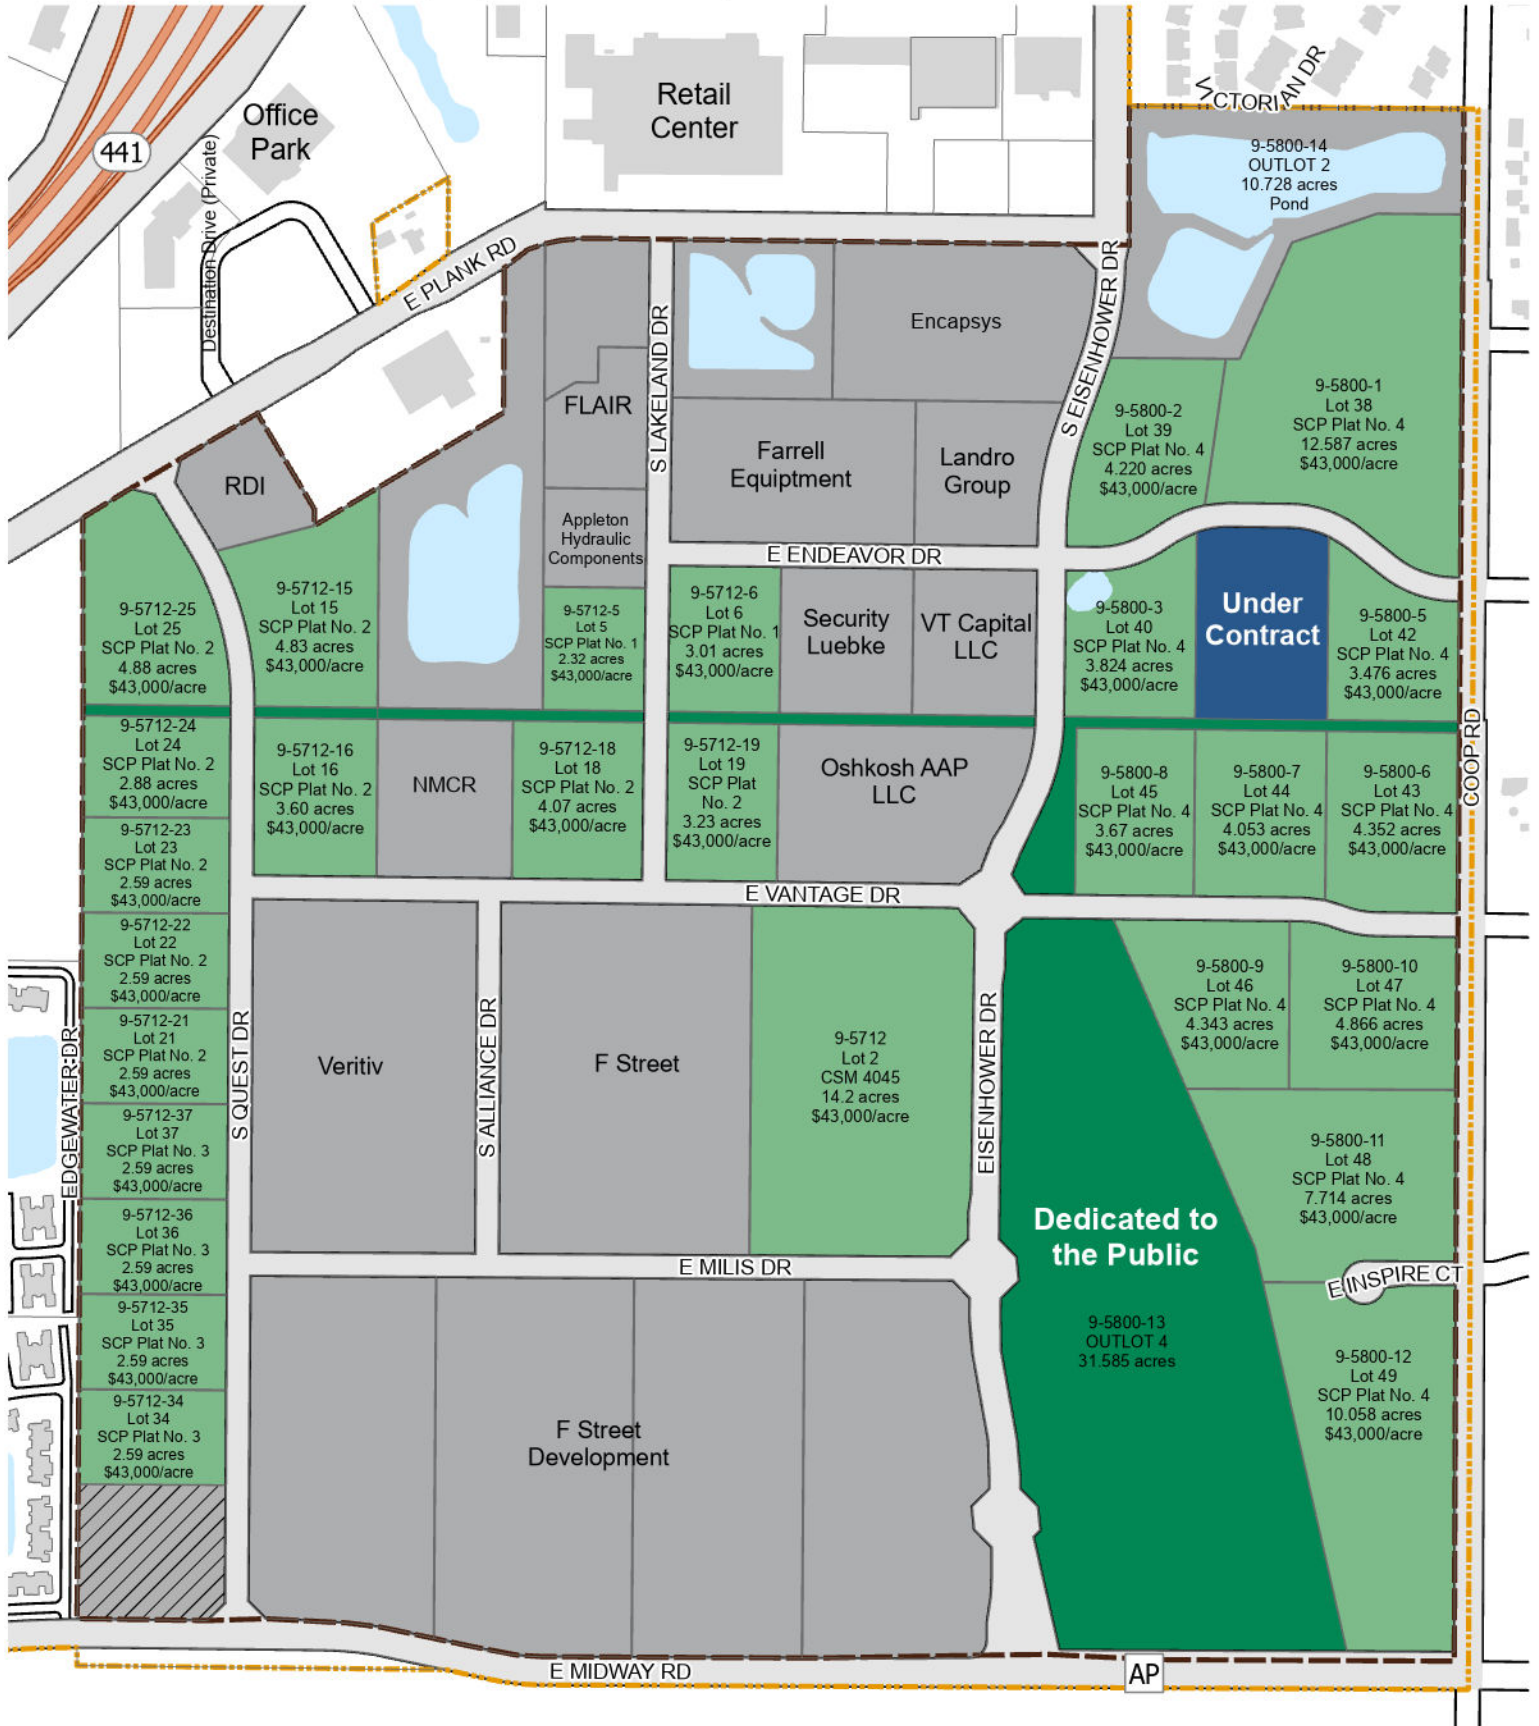 VICTORIAN DR
441
Office
Park
Retail
Center
Destination Drive (Private)
E PLANK RD
9-5800-14
OUTLOT 2
10.728 acres
Pond
S LAKELAND DR
S EISENHOWER DR
Encapsys
FLAIR
9-5800-1
Lot 38
SCP Plat No. 4
12.587 acres
$43,000/acre
9-5800-2
Lot 39
SCP Plat No. 4
4.220 acres
$43,000/acre
Farrell
Equiptment
Landro
Group
RDI
Appleton
Hydraulic
Components
E ENDEAVOR DR
9-5712-25
Lot 25
SCP Plat No. 2
4.88 acres
$43,000/acre
9-5712-15
Lot 15
SCP Plat No. 2
4.83 acres
$43,000/acre
9-5712-5
Lot 5
SCP Plat No. 1
2.32 acres
$43,000/acre
9-5712-6
Lot 6
SCP Plat No. 1
3.01 acres
$43,000/acre
Security
Luebke
VT Capital
LLC
9-5800-3
Lot 40
SCP Plat No. 4
3.824 acres
$43,000/acre
Under
Contract
9-5800-5
Lot 42
SCP Plat No. 4
3.476 acres
$43,000/acre
COOP RD
9-5712-24
Lot 24
SCP Plat No. 2
2.88 acres
$43,000/acre
9-5712-16
Lot 16
SCP Plat No. 2
3.60 acres
$43,000/acre
NMCR
9-5712-18
Lot 18
SCP Plat No. 2
4.07 acres
$43,000/acre
9-5712-19
Lot 19
SCP Plat
No. 2
3.23 acres
$43,000/acre
Oshkosh AAP
LLC
9-5800-8
Lot 45
SCP Plat No. 4
3.67 acres
$43,000/acre
9-5800-7
Lot 44
SCP Plat No. 4
4.053 acres
$43,000/acre
9-5800-6
Lot 43
SCP Plat No. 4
4.352 acres
$43,000/acre
9-5712-23
Lot 23
SCP Plat No. 2
2.59 acres
$43,000/acre
E VANTAGE DR
9-5712-22
Lot 22
SCP Plat No. 2
2.59 acres
$43,000/acre
9-5800-9
Lot 46
SCP Plat No. 4
4.343 acres
$43,000/acre
9-5800-10
Lot 47
SCP Plat No. 4
4.866 acres
$43,000/acre
9-5712-21
Lot 21
SCP Plat No. 2
2.59 acres
$43,000/acre
EDGEWATER DR
S QUEST DR
Veritiv
S ALLIANCE DR
F Street
9-5712
Lot 2
CSM 4045
14.2 acres
$43,000/acre
EISENHOWER DR
9-5712-37
Lot 37
SCP Plat No. 3
2.59 acres
$43,000/acre
9-5800-11
Lot 48
SCP Plat No. 4
7.714 acres
$43,000/acre
9-5712-36
Lot 36
SCP Plat No. 3
2.59 acres
$43,000/acre
Dedicated to
the Public
E MILIS DR
E INSPIRE CT
9-5712-35
Lot 35
SCP Plat No. 3
2.59 acres
$43,000/acre
9-5800-13
OUTLOT 4
31.585 acres
9-5800-12
Lot 49
SCP Plat No. 4
10.058 acres
$43,000/acre
9-5712-34
Lot 34
SCP Plat No. 3
2.59 acres
$43,000/acre
F Street
Development
E MIDWAY RD
AP